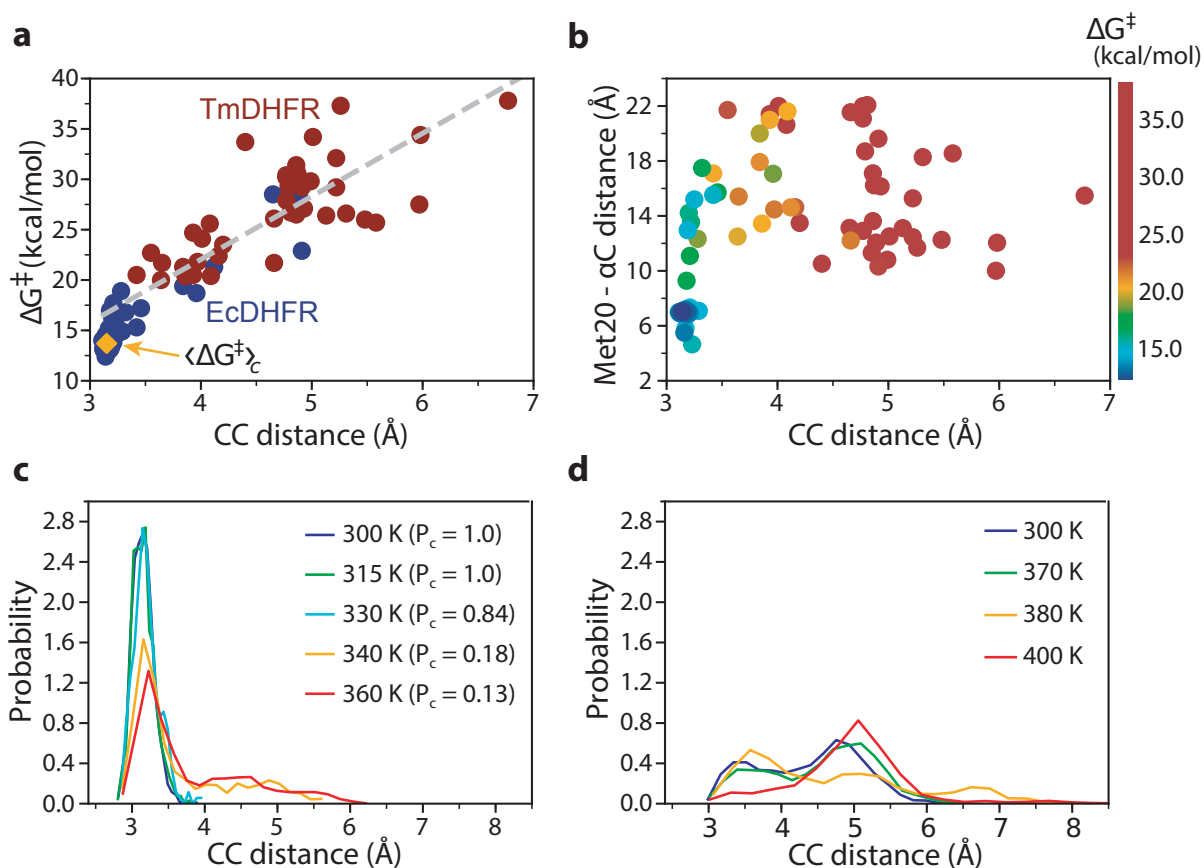 a
ΔG‡ (kcal/mol)
40
35
30
25
20
15
10
TmDHFR
EcDHFR
⟨ΔG‡⟩c
3 4 5 6 7
CC distance (Å)
b
Met20 - αC distance (Å)
22
18
14
10
6
2
3 4 5 6 7
CC distance (Å)
ΔG‡
(kcal/mol)
35.0
30.0
25.0
20.0
15.0
c
Probability
2.8
2.4
2.0
1.6
1.2
0.8
0.4
0.0
300 K (Pc = 1.0)
315 K (Pc = 1.0)
330 K (Pc = 0.84)
340 K (Pc = 0.18)
360 K (Pc = 0.13)
3 4 5 6 7 8
CC distance (Å)
d
Probability
2.8
2.4
2.0
1.6
1.2
0.8
0.4
0.0
300 K
370 K
380 K
400 K
3 4 5 6 7 8
CC distance (Å)